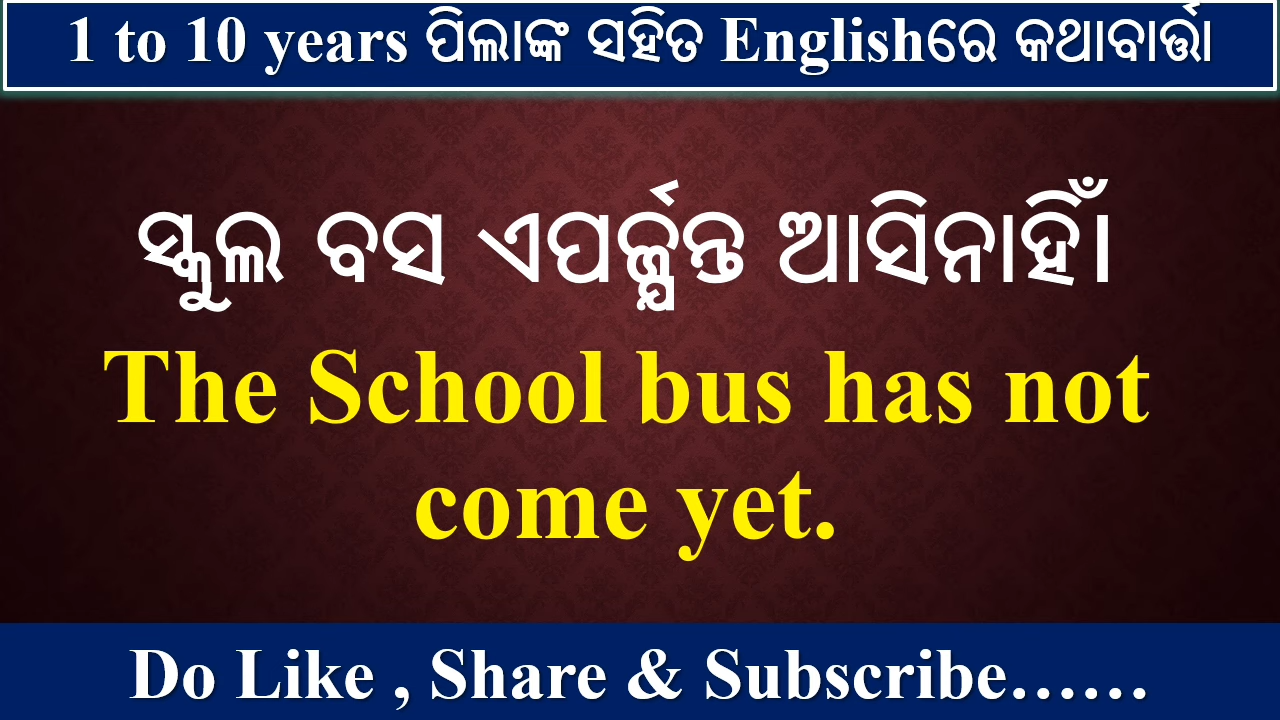 1 to 10 years ପିଲାଙ୍କ ସହିତ Englishରେ କଥାବାର୍ତ୍ତା
ସ୍କୁଲ ବସ ଏପର୍ଯ୍ଯନ୍ତ ଆସିନାହିଁ।
The School bus has not
come yet.
Do Like , Share & Subscribe……